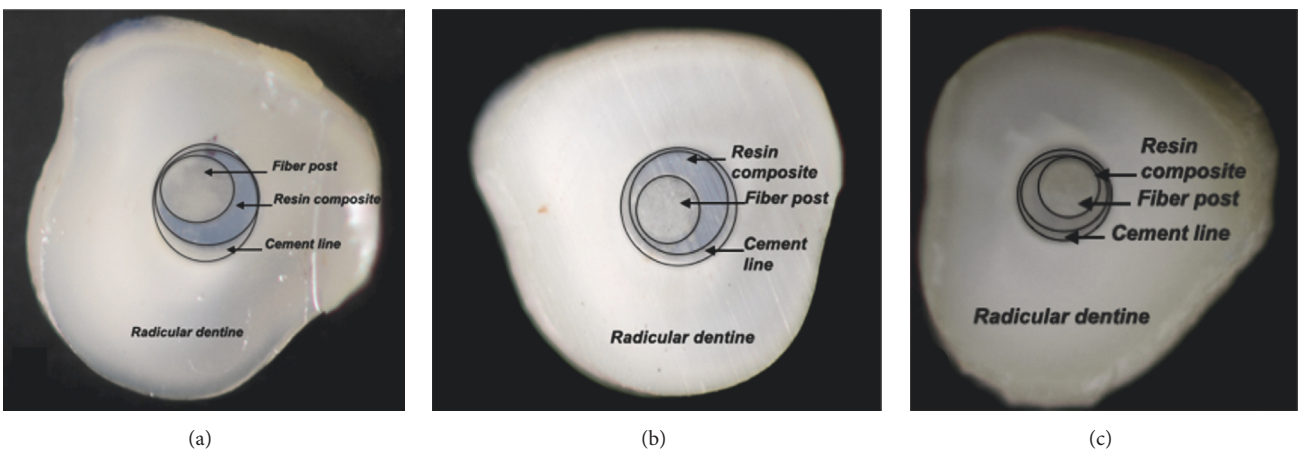 Fiber post
Resin composite
Cement line
Radicular dentine
(a)
Resin
composite
Fiber post
Cement
line
Radicular dentine
(b)
Resin
composite
Fiber post
Cement line
Radicular dentine
(c)